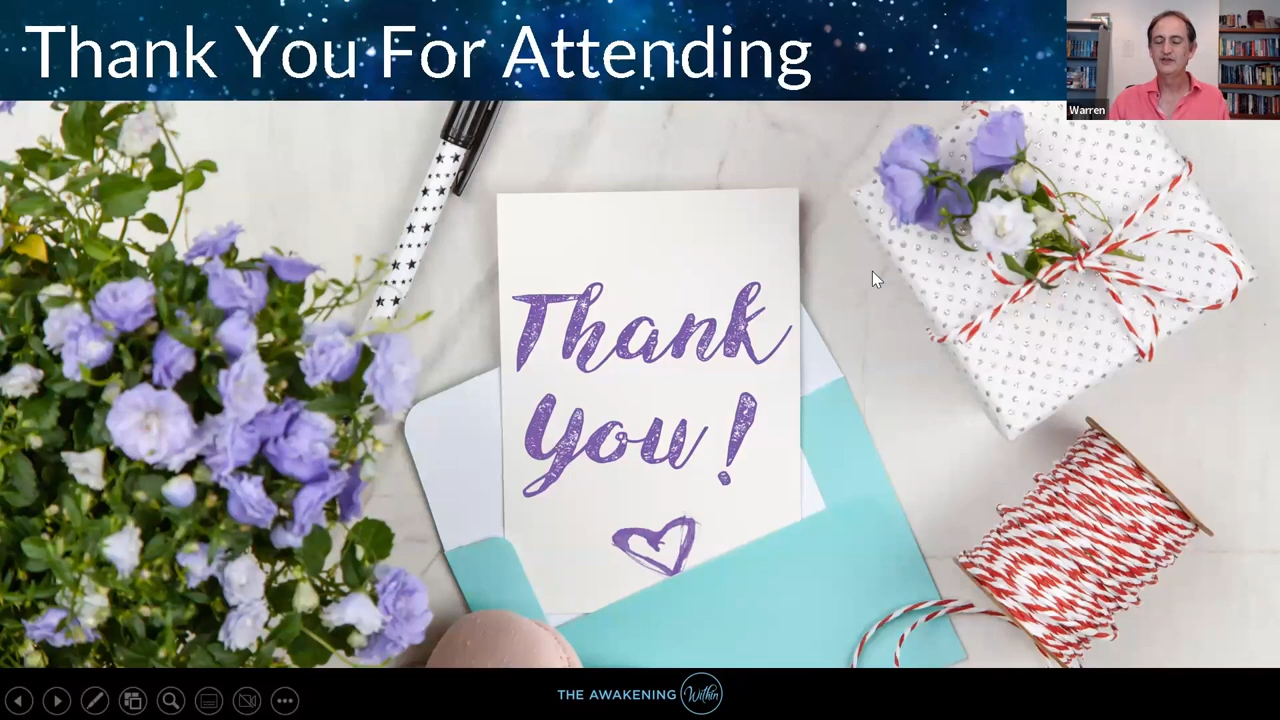 Thank You For Attending
Warren
Thank
You!
THE AWAKENING Within